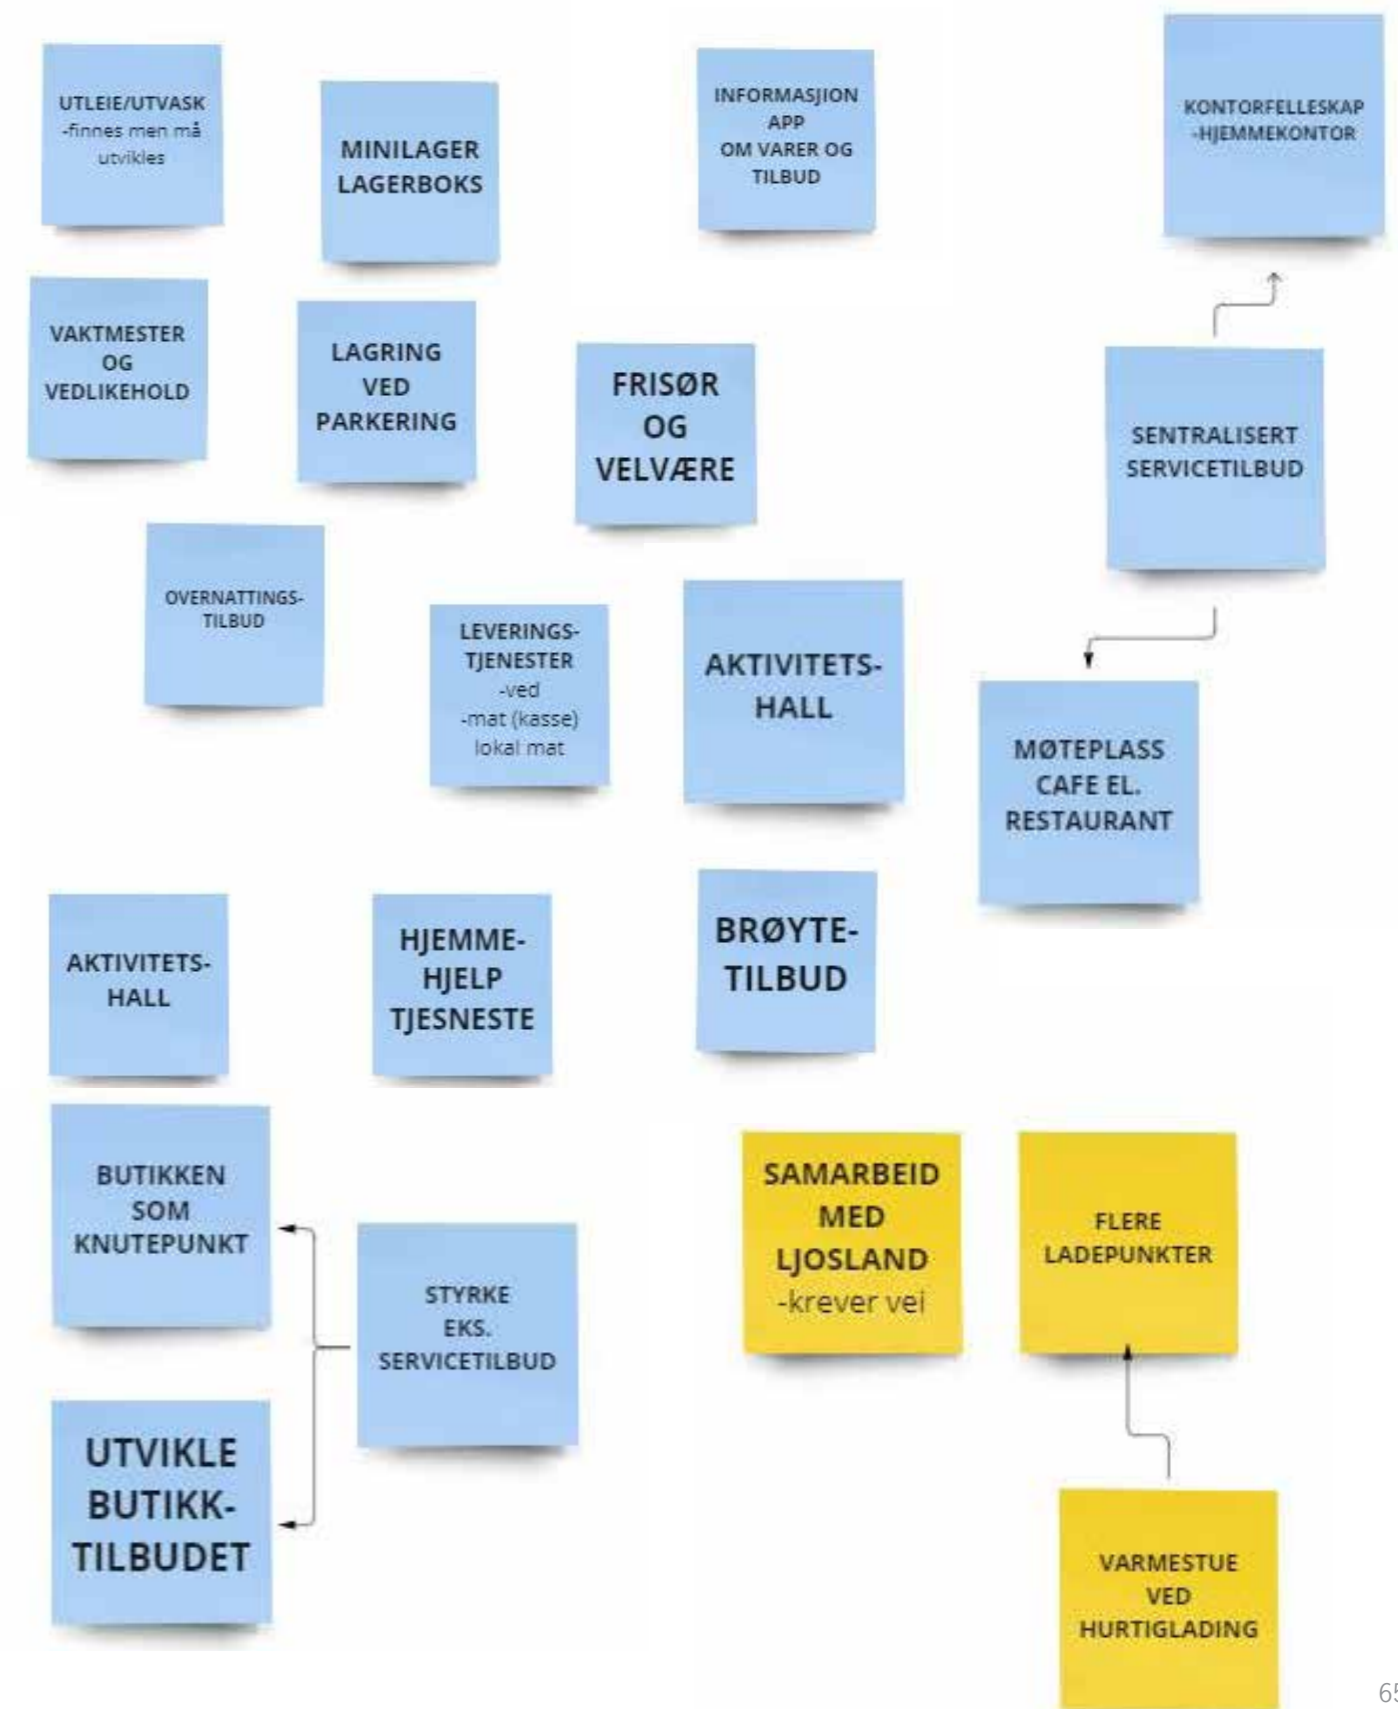 UTLEIE/UTVASK
-finnes men må
utvikles
MINILAGER
LAGERBOKS
INFORMASJION
APP
OM VARER OG
TILBUD
KONTORFELLESKAP
-HJEMMEKONTOR
VAKTMESTER
OG
VEDLIKEHOLD
LAGRING
VED
PARKERING
FRISØR
OG
VELVÆRE
SENTRALISERT
SERVICETILBUD
OVERNATTINGS-
TILBUD
LEVERINGS-
TJENESTER
-ved
-mat (kasse)
lokal mat
AKTIVITETS-
HALL
MØTEPLASS
CAFE EL.
RESTAURANT
AKTIVITETS-
HALL
HJEMME-
HJELP
TJESNESTE
BRØYTE-
TILBUD
BUTIKKEN
SOM
KNUTEPUNKT
STYRKE
EKS.
SERVICETILBUD
UTVIKLE
BUTIKK-
TILBUDET
SAMARBEID
MED
LJOSLAND
-krever vei
FLERE
LADEPUNKTER
VARMESTUE
VED
HURTIGLADING
65